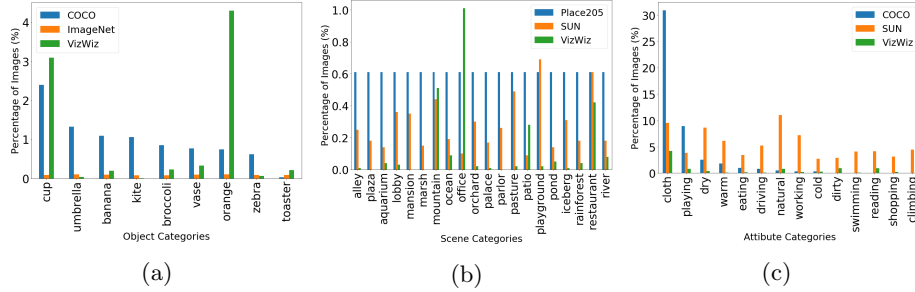 COCO
ImageNet
VizWiz
Percentage of Images (%)
4
3
2
1
0
cup
umbrella
banana
kite
broccoli
vase
orange
zebra
toaster
Object Categories
(a)
Place205
SUN
VizWiz
Percentage of Images (%)
1.0
0.8
0.6
0.4
0.2
0.0
alley
plaza
aquarium
lobby
mansion
marsh
mountain
ocean
office
orchard
palace
parlor
pasture
patio
playground
pond
iceberg
rainforest
restaurant
river
Scene Categories
(b)
COCO
SUN
VizWiz
Percentage of Images (%)
30
25
20
15
10
5
0
cloth
playing
dry
warm
eating
driving
natural
working
cold
dirty
swimming
reading
shopping
climbing
Attibute Categories
(c)